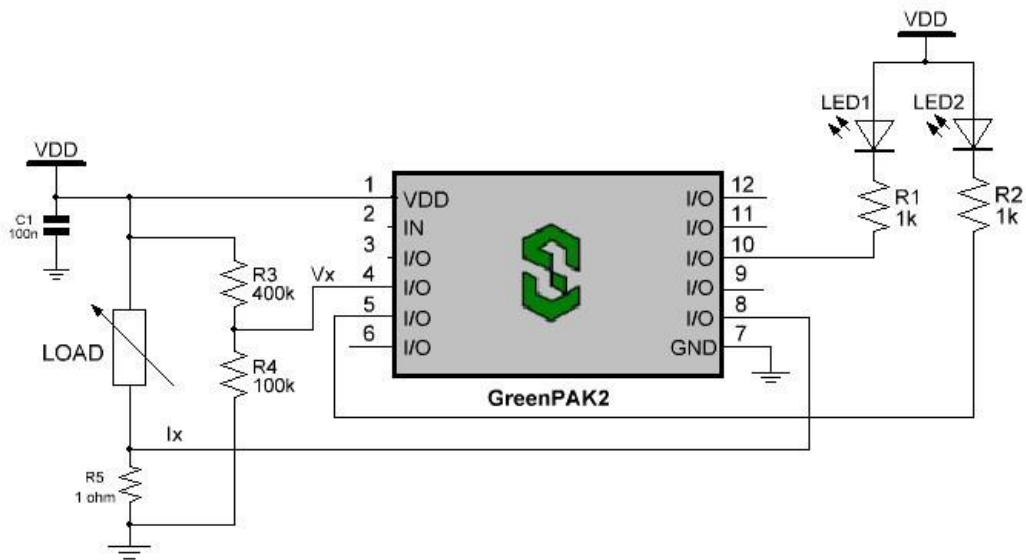 VDD
LED1
LED2
R1
1k
R2
1k
VDD
C1
100n
1
VDD
2
IN
3
I/O
4
I/O
5
I/O
6
I/O
I/O
12
I/O
11
I/O
10
I/O
9
I/O
8
GND
7
R3
400k
Vx
LOAD
R4
100k
GreenPAK2
Ix
R5
1 ohm